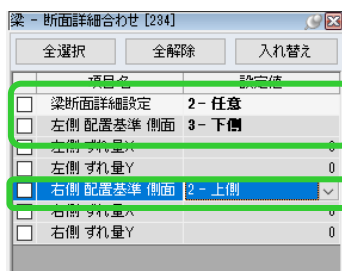 梁 - 断面詳細合わせ [234]
全選択 全解除 入れ替え
項目名 設定値
梁断面詳細設定 2 - 任意
左側 配置基準 側面 3 - 下側
左側 ずれ量X 0
左側 ずれ量Y 0
右側 配置基準 側面 2 - 上側
右側 ずれ量X 0
右側 ずれ量Y 0